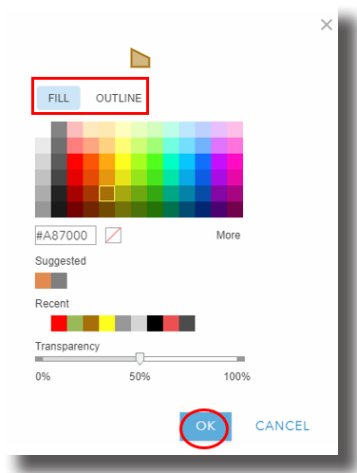 ×
FILL OUTLINE
#A87000 More
Suggested
Recent
Transparency
0% 50% 100%
OK CANCEL